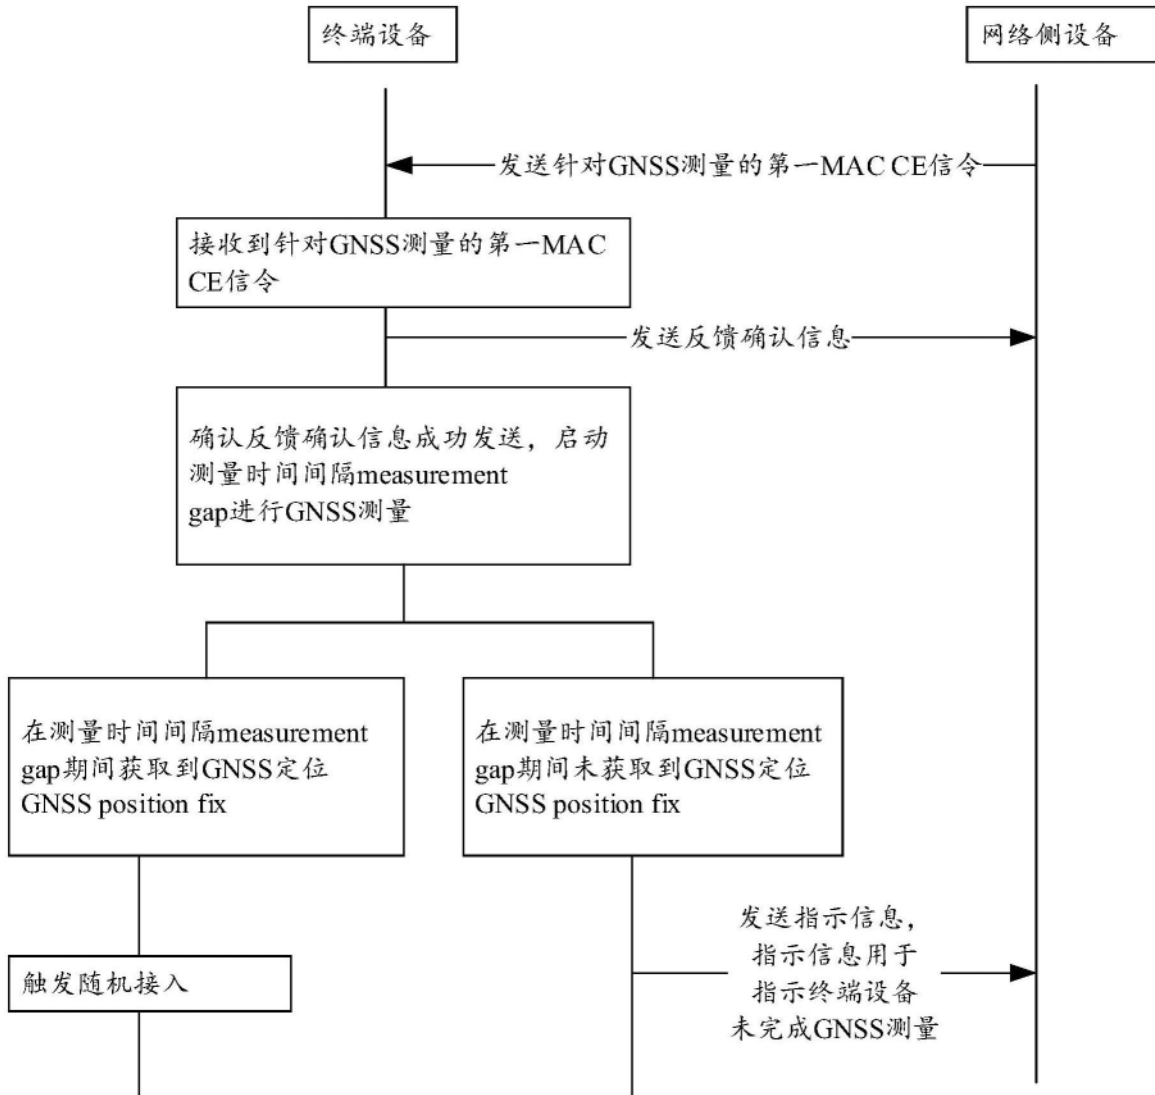 终端设备
网络侧设备
发送针对GNSS测量的第一MAC CE信令
接收到针对GNSS测量的第一MAC
CE信令
发送反馈确认信息
确认反馈确认信息成功发送，启动
测量时间间隔measurement
gap进行GNSS测量
在测量时间间隔measurement
gap期间获取到GNSS定位
GNSS position fix
在测量时间间隔measurement
gap期间未获取到GNSS定位
GNSS position fix
发送指示信息，
指示信息用于
指示终端设备
未完成GNSS测量
触发随机接入